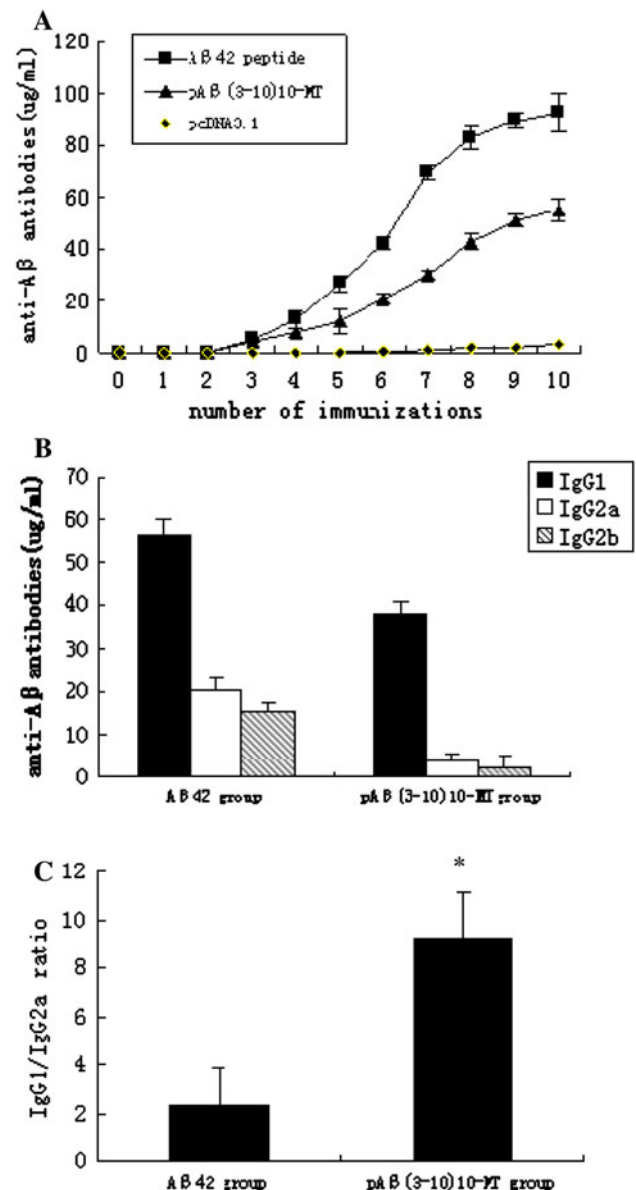 A
120
100
80
60
40
20
0
anti-Aβ antibodies(ug/ml)
Aβ42 peptide
pAβ(3-10)10-MT
pcDNA3.1
0 1 2 3 4 5 6 7 8 9 10
number of immunizations
B
70
60
50
40
30
20
10
0
anti-Aβ antibodies(ug/ml)
IgG1
IgG2a
IgG2b
Aβ42 group pAβ(3-10)10-MT group
C
12
10
8
6
4
2
0
IgG1/IgG2a ratio
*
Aβ42 group pAβ(3-10)10-MT group